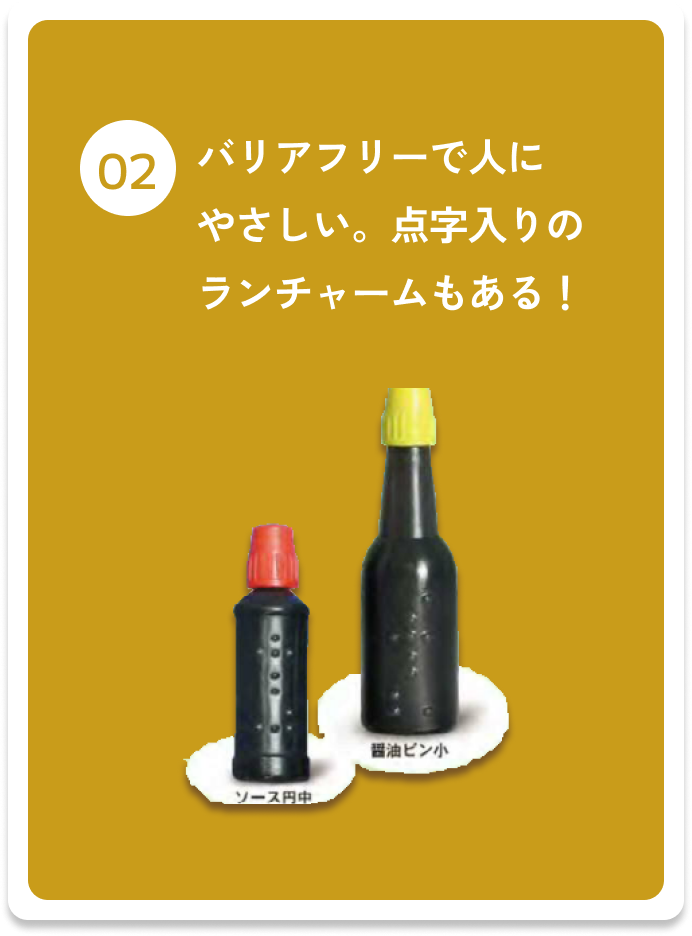 02
バリアフリーで人に
やさしい。点字入りの
ランチャームもある！
醤油ビン小
ソース円中